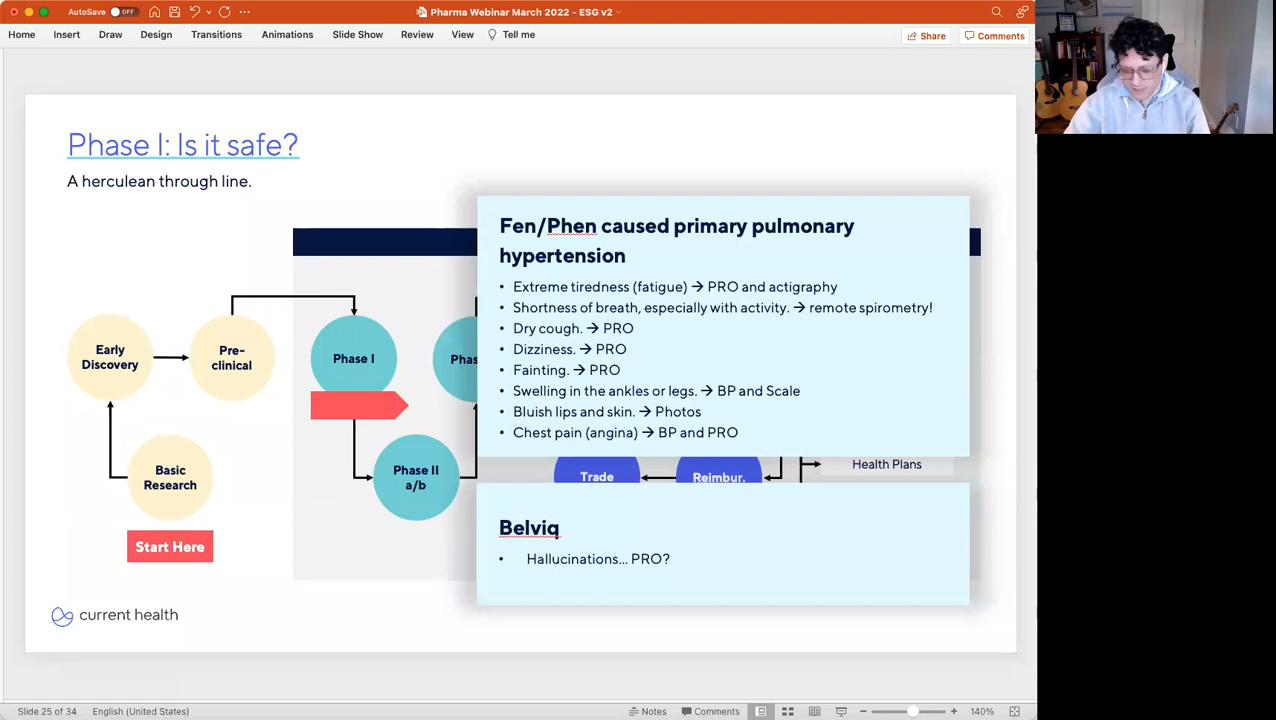 AutoSave OFF
Pharma Webinar March 2022 - ESG v2
Home Insert Draw Design Transitions Animations Slide Show Review View Tell me
Share Comments
Phase I: Is it safe?
A herculean through line.
Fen/Phen caused primary pulmonary
hypertension
• Extreme tiredness (fatigue) → PRO and actigraphy
• Shortness of breath, especially with activity. → remote spirometry!
• Dry cough. → PRO
• Dizziness. → PRO
• Fainting. → PRO
• Swelling in the ankles or legs. → BP and Scale
• Bluish lips and skin. → Photos
• Chest pain (angina) → BP and PRO
Early
Discovery
Pre-
clinical
Phase I
Phas
Basic
Research
Phase II
a/b
Trade
Reimbur.
Health Plans
Start Here
Belviq
• Hallucinations... PRO?
current health
Slide 25 of 34 English (United States) Notes Comments 140%